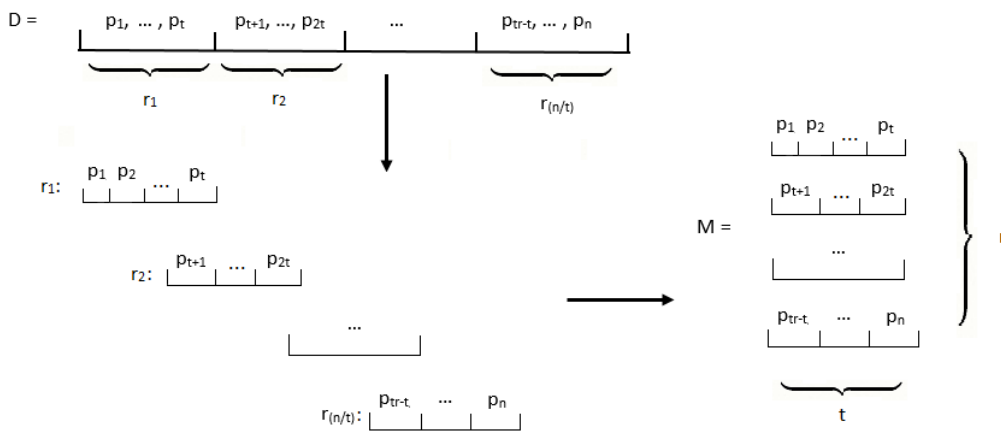 D = p1, ... , pt pt+1, ..., p2t ... ptr-t, ... , pn
r1 r2 r(n/t)
r1: p1 p2 ... pt
r2: pt+1 ... p2t
...
r(n/t): ptr-t, ... pn
M =
p1 p2 ... pt
pt+1 ... p2t
...
ptr-t, ... pn
t